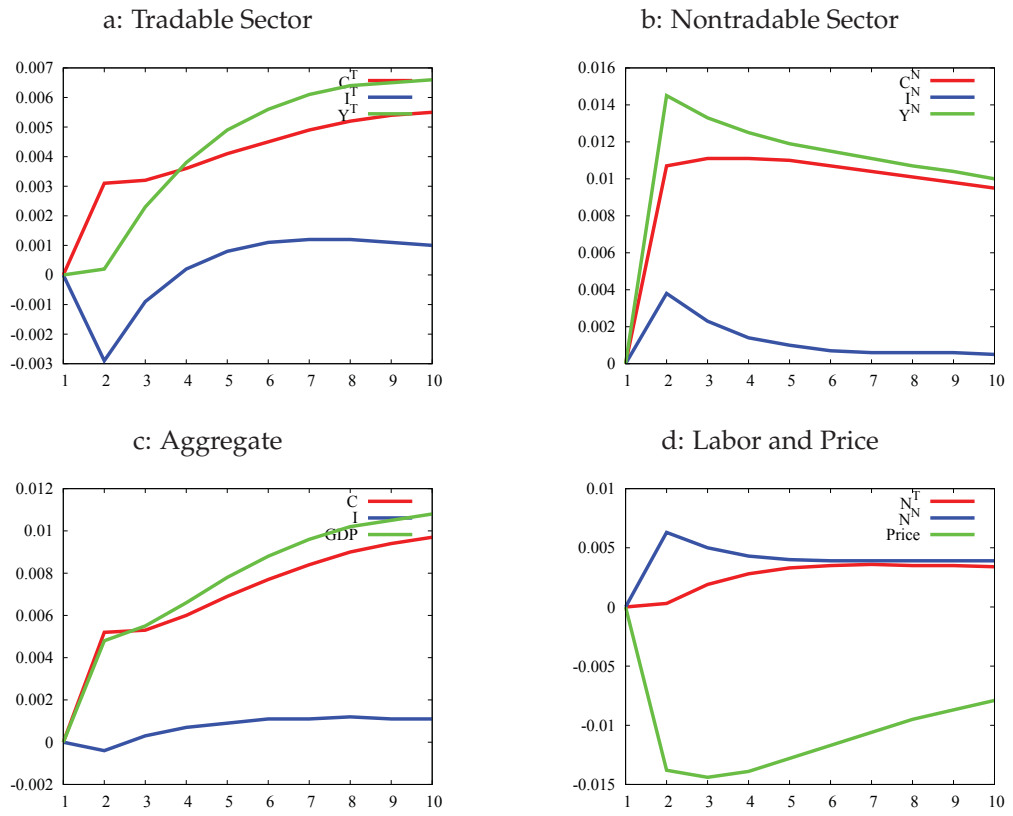 a: Tradable Sector
0.007
0.006
0.005
0.004
0.003
0.002
0.001
0
-0.001
-0.002
-0.003
1 2 3 4 5 6 7 8 9 10
C^T
I^T
Y^T
b: Nontradable Sector
0.016
0.014
0.012
0.01
0.008
0.006
0.004
0.002
0
1 2 3 4 5 6 7 8 9 10
C^N
I^N
Y^N
c: Aggregate
0.012
0.01
0.008
0.006
0.004
0.002
0
-0.002
1 2 3 4 5 6 7 8 9 10
C
I
GDP
d: Labor and Price
0.01
0.005
0
-0.005
-0.01
-0.015
1 2 3 4 5 6 7 8 9 10
N^T
N^N
Price